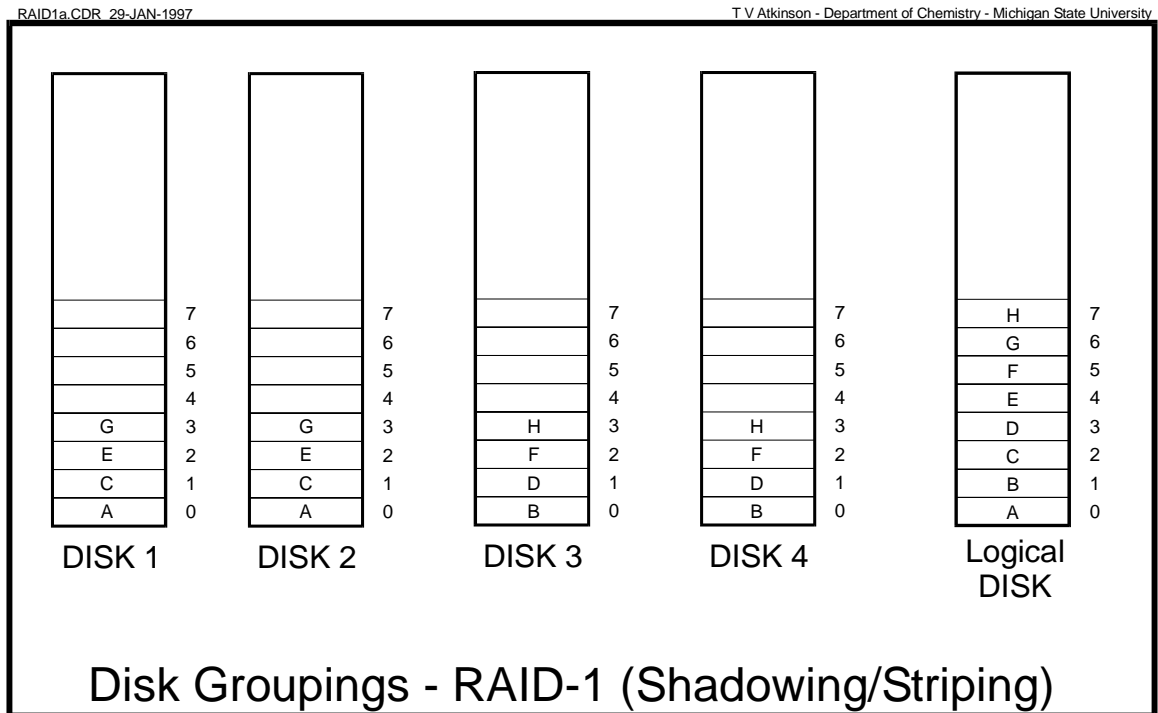 RAID1a.CDR 29-JAN-1997 T V Atkinson - Department of Chemistry - Michigan State University
7 7 7 7 H 7
6 6 6 6 G 6
5 5 5 5 F 5
4 4 4 4 E 4
G 3 G 3 H 3 H 3 D 3
E 2 E 2 F 2 F 2 C 2
C 1 C 1 D 1 D 1 B 1
A 0 A 0 B 0 B 0 A 0
DISK 1 DISK 2 DISK 3 DISK 4 Logical
DISK
Disk Groupings - RAID-1 (Shadowing/Striping)